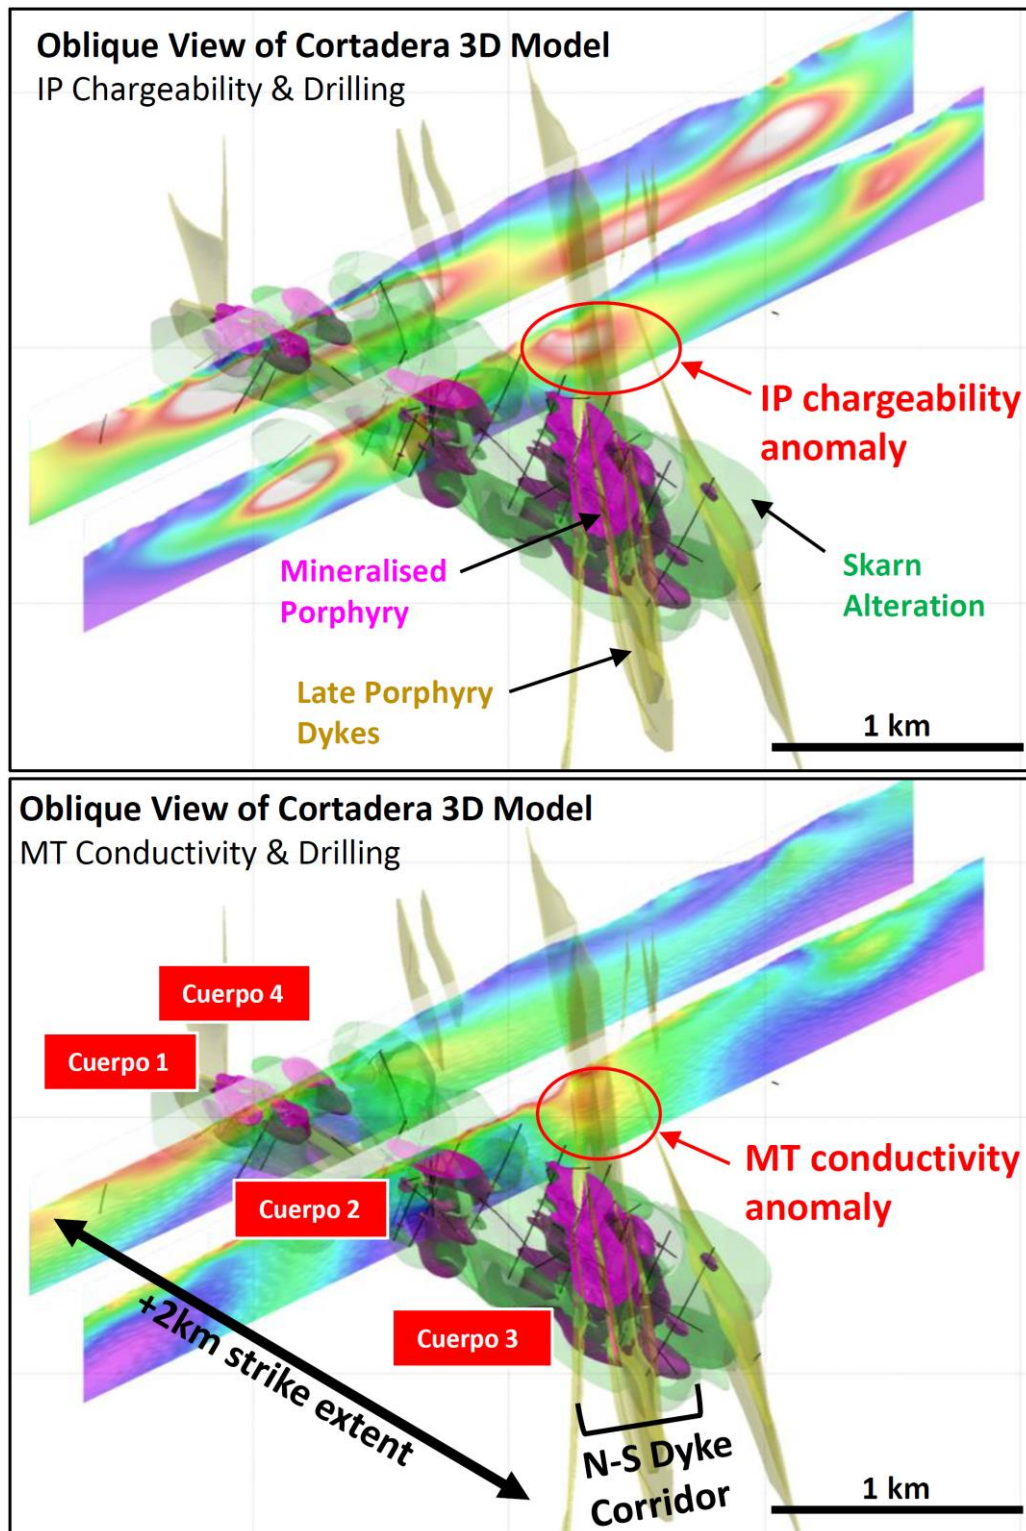 Oblique View of Cortadera 3D Model
IP Chargeability & Drilling
IP chargeability
anomaly
Mineralised
Porphyry
Skarn
Alteration
Late Porphyry
Dykes
1 km
Oblique View of Cortadera 3D Model
MT Conductivity & Drilling
Cuerpo 4
Cuerpo 1
MT conductivity
anomaly
Cuerpo 2
+2km strike extent
Cuerpo 3
N-S Dyke
Corridor
1 km